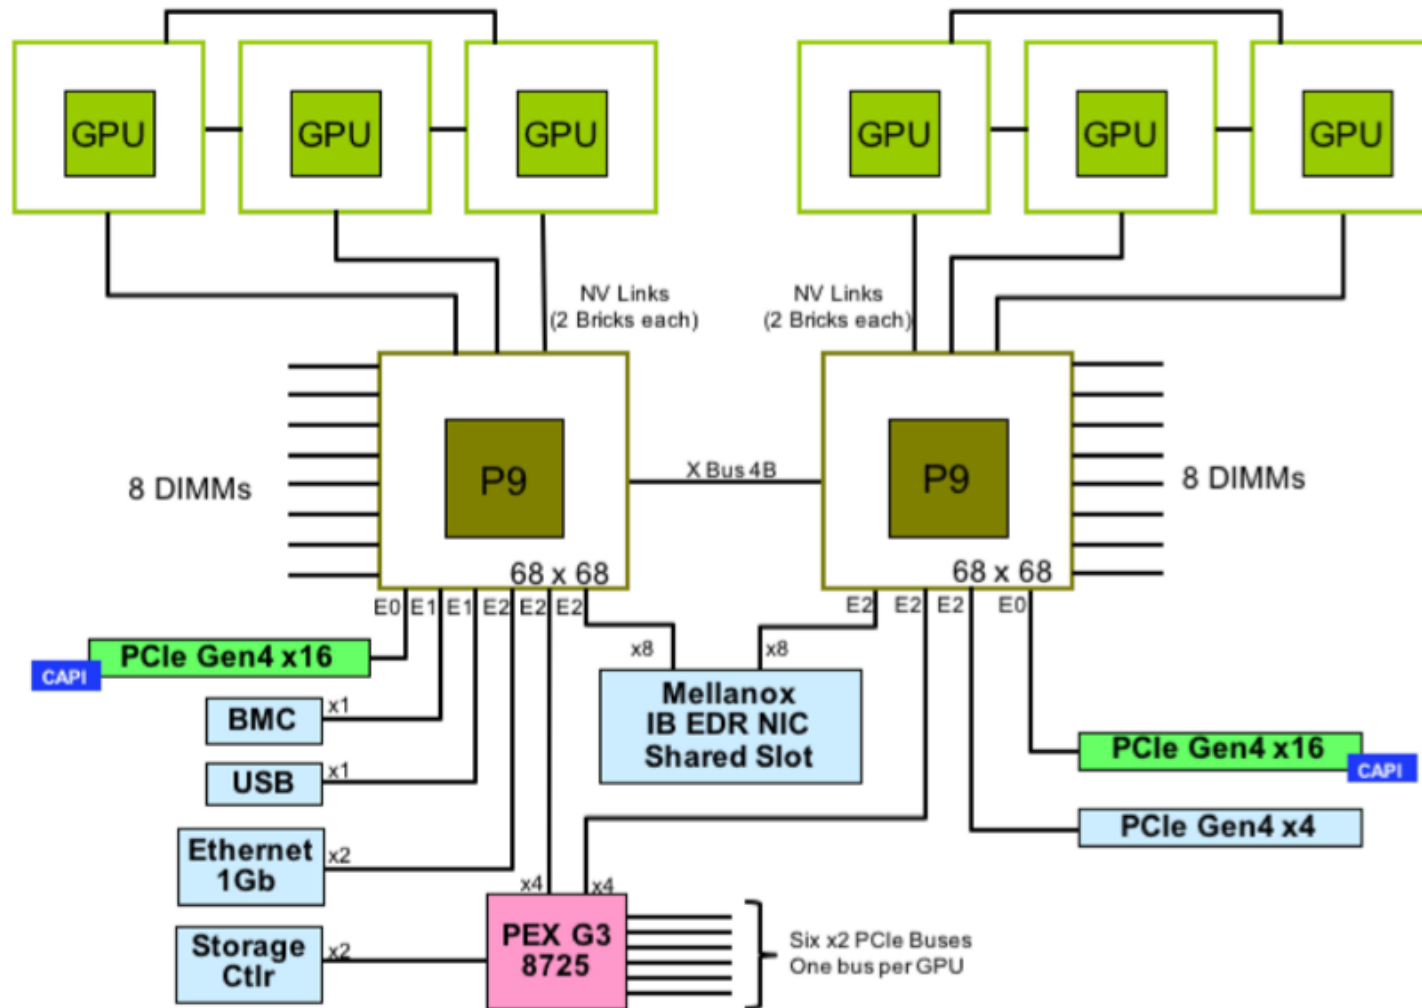 GPU
GPU
GPU
GPU
GPU
GPU
NV Links
(2 Bricks each)
NV Links
(2 Bricks each)
8 DIMMs
P9
68 x 68
X Bus 4B
P9
68 x 68
8 DIMMs
E0
E1
E1
E2
E2
E2
E2
E2
E2
E0
PCIe Gen4 x16
CAPI
BMC
x1
USB
x1
Ethernet
1Gb
x2
Storage
Ctlr
x2
x8
x8
Mellanox
IB EDR NIC
Shared Slot
PCIe Gen4 x16
CAPI
PCIe Gen4 x4
x4
x4
PEX G3
8725
Six x2 PCIe Buses
One bus per GPU